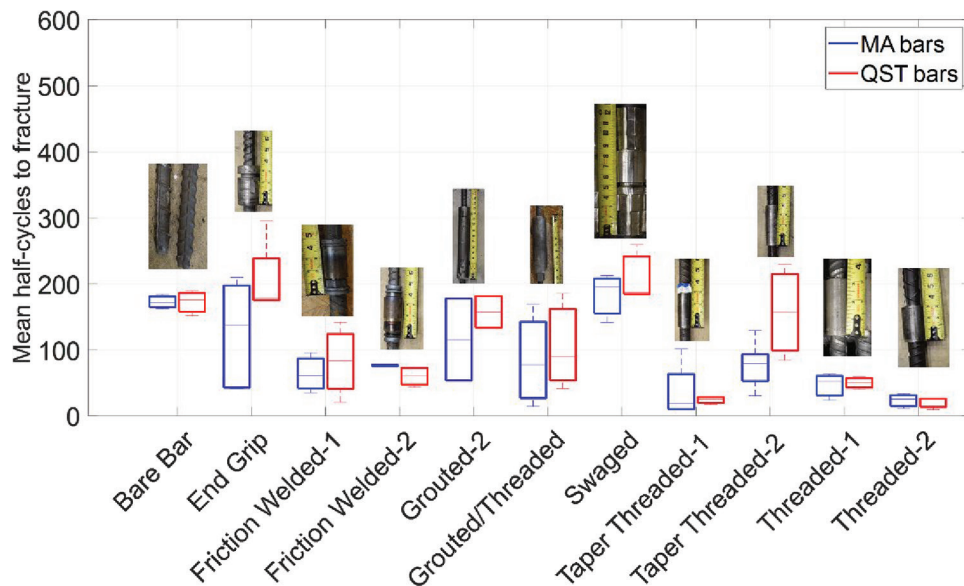 600
500
400
300
200
100
0
Mean half-cycles to fracture
MA bars
QST bars
Bare Bar
End Grip
Friction Welded-1
Friction Welded-2
Grouted-2
Grouted/Threaded
Swaged
Taper Threaded-1
Taper Threaded-2
Threaded-1
Threaded-2